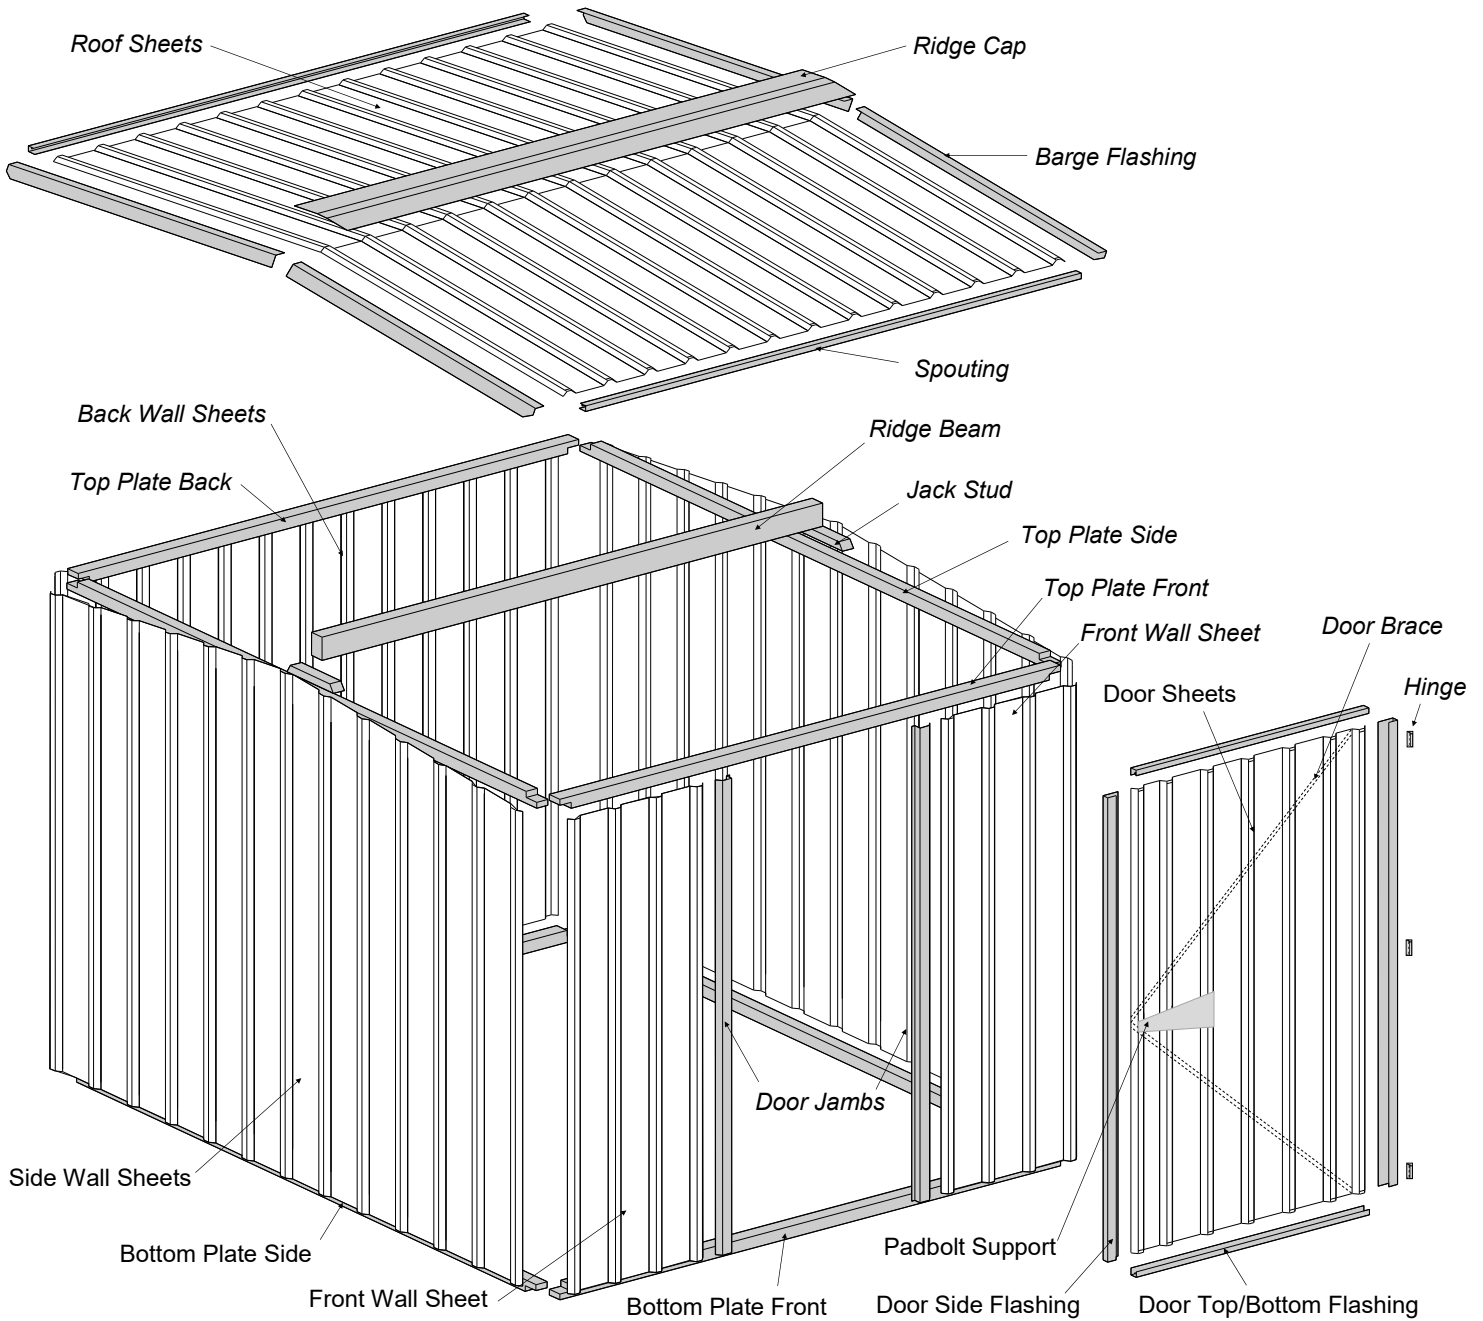 Roof Sheets
Ridge Cap
Barge Flashing
Spouting
Back Wall Sheets
Ridge Beam
Top Plate Back
Jack Stud
Top Plate Side
Top Plate Front
Front Wall Sheet
Door Brace
Door Sheets
Hinge
Door Jambs
Side Wall Sheets
Bottom Plate Side
Padbolt Support
Front Wall Sheet
Bottom Plate Front
Door Side Flashing
Door Top/Bottom Flashing